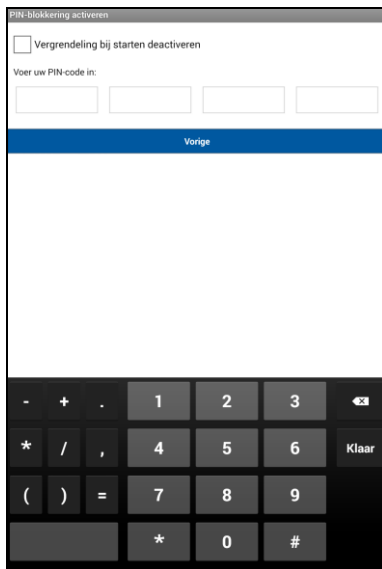 PIN-blokkering activeren
Vergrendeling bij starten deactiveren
Voer uw PIN-code in:
Vorige
- + . 1 2 3
* / , 4 5 6 Klaar
( ) = 7 8 9
* 0 #